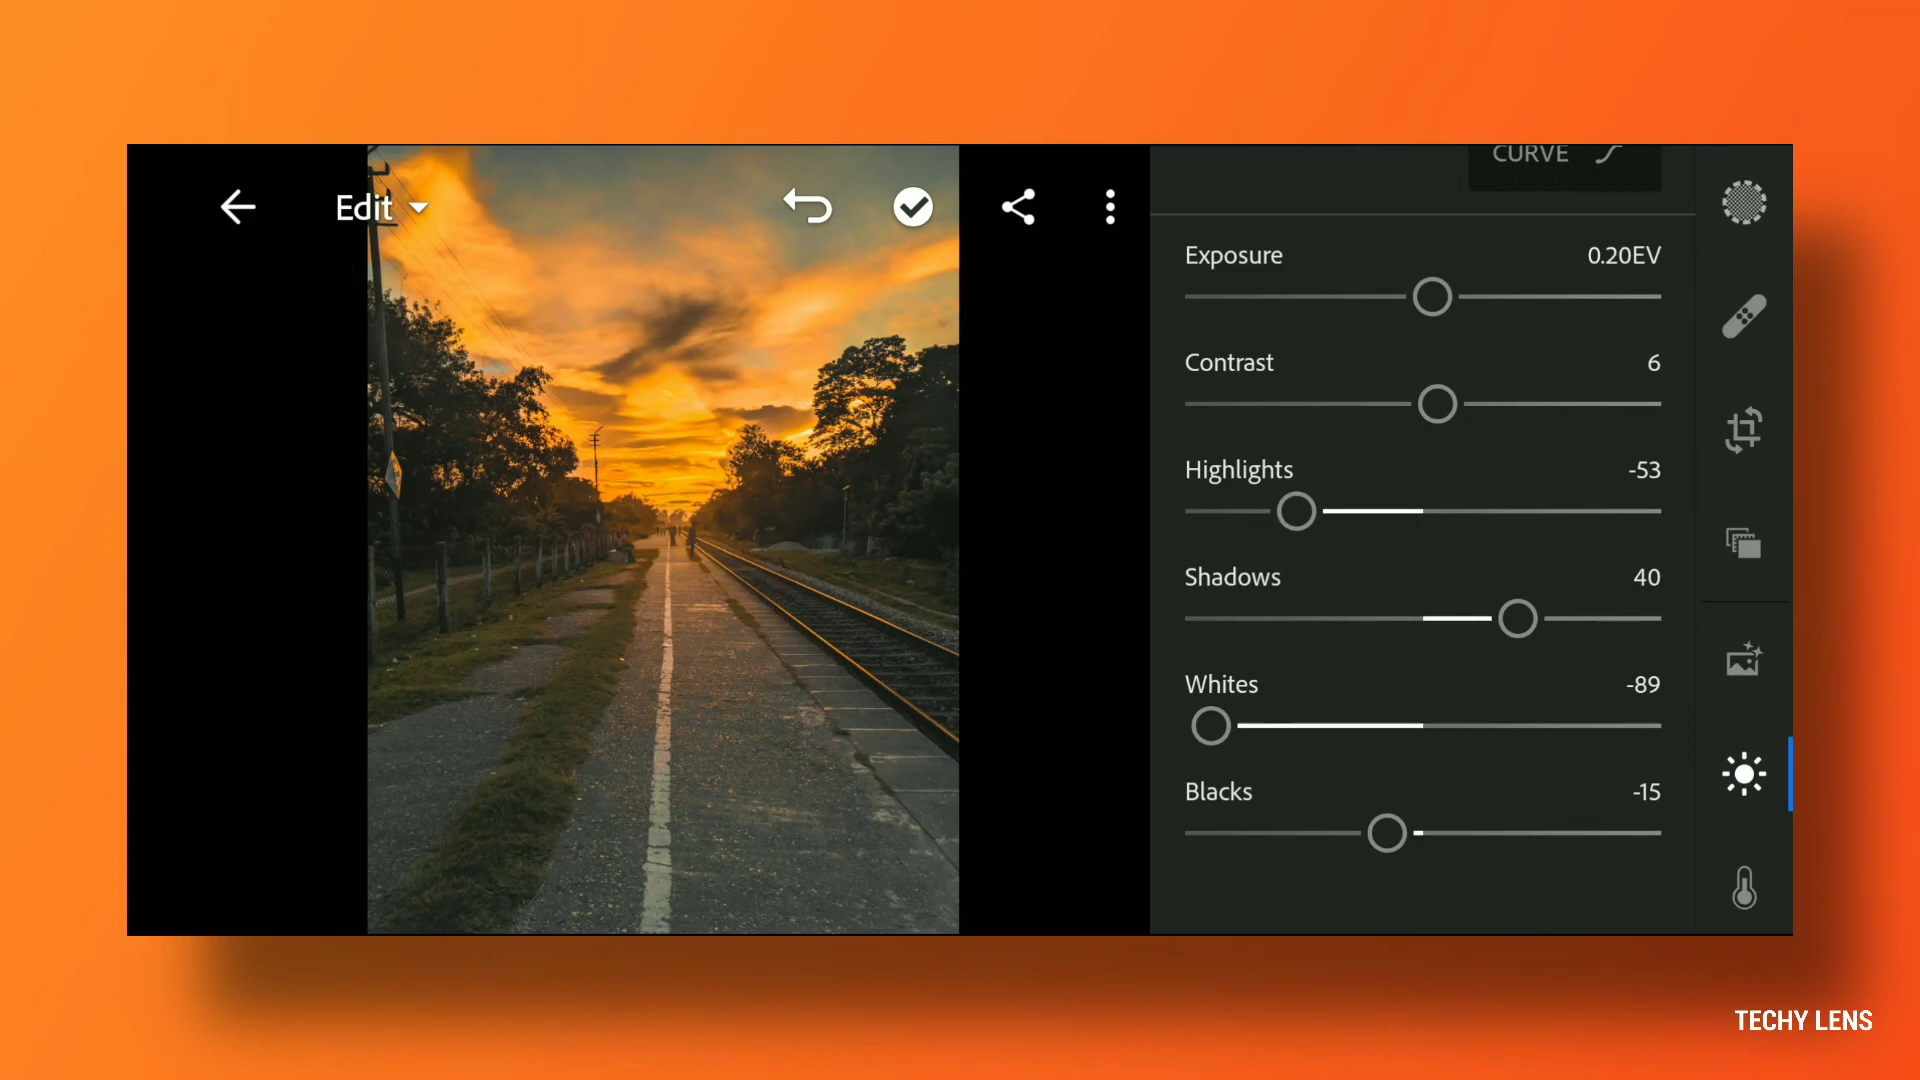 CURVE
Edit
Exposure 0.20EV
Contrast 6
Highlights -53
Shadows 40
Whites -89
Blacks -15
TECHY LENS